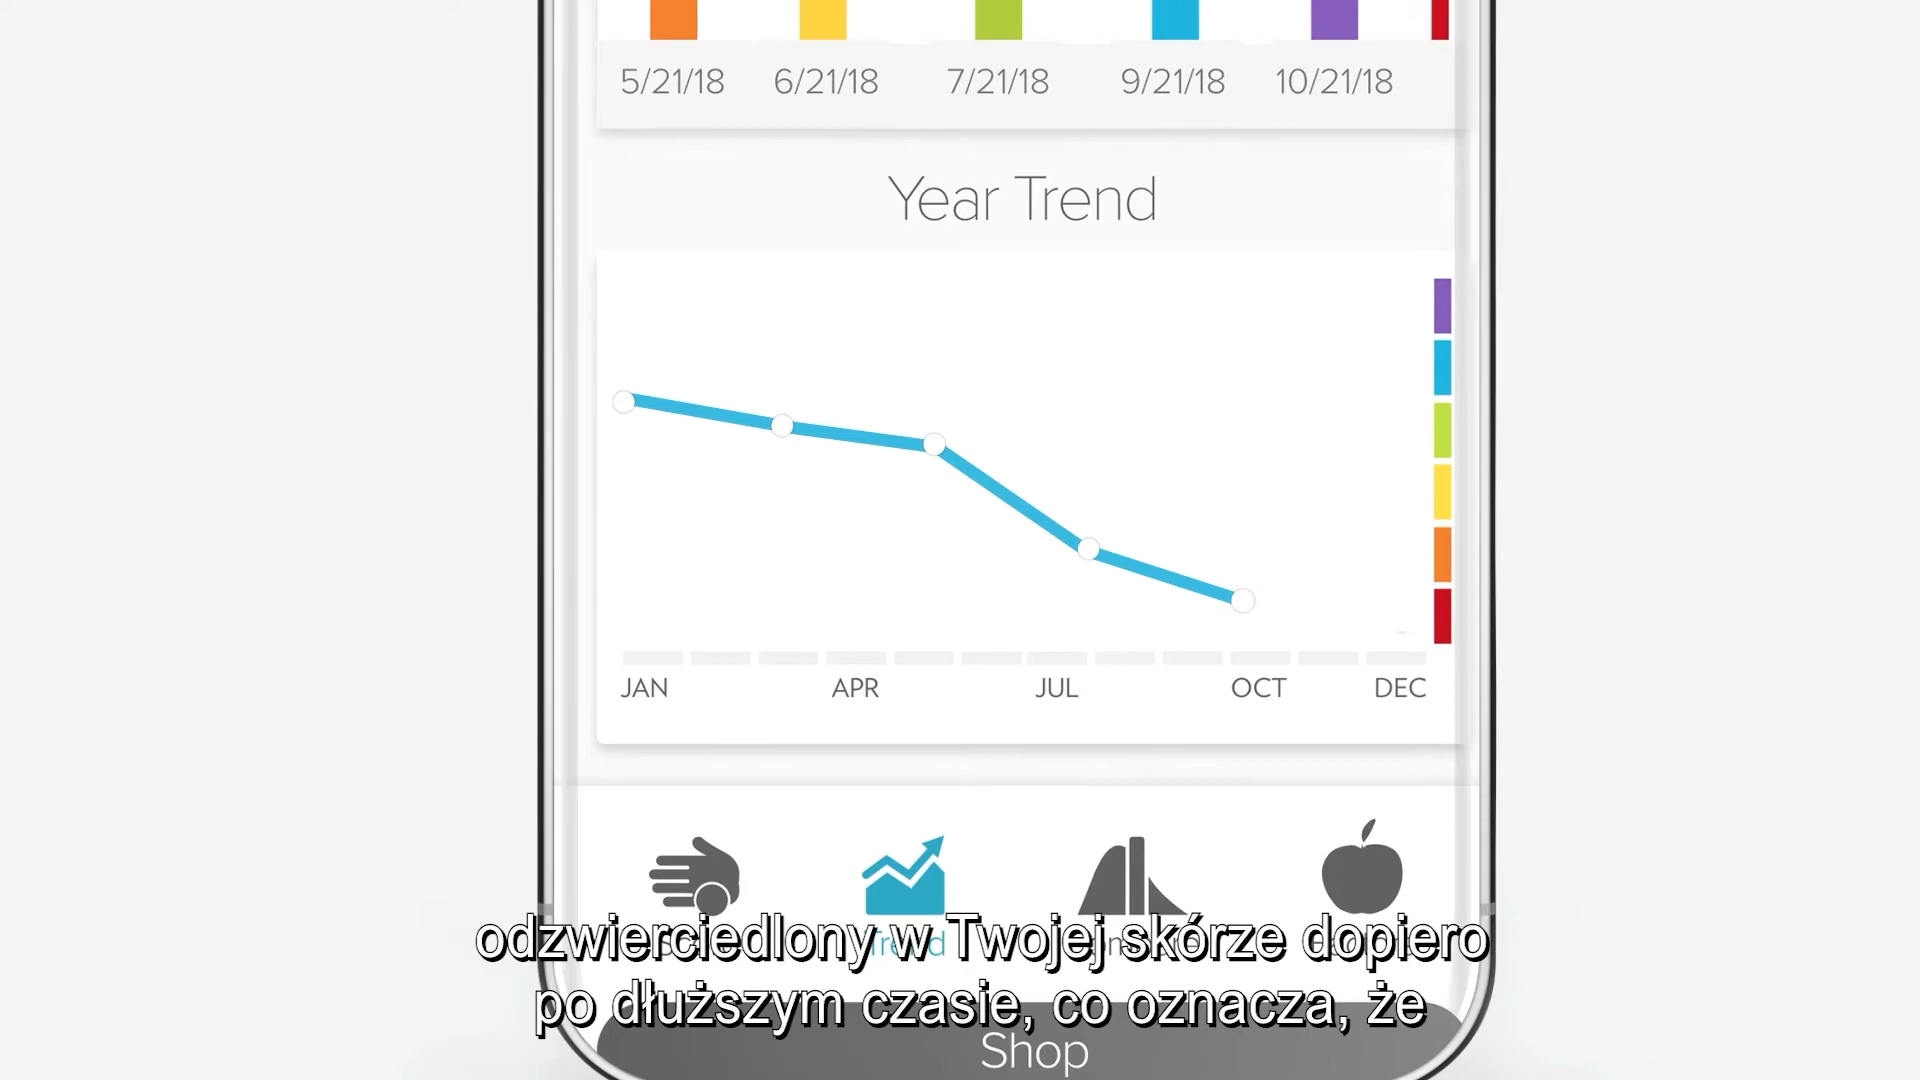 5/21/18 6/21/18 7/21/18 9/21/18 10/21/18
Year Trend
JAN APR JUL OCT DEC
Trend
odzwierciedlony w Twojej skórze dopiero
po dłuższym czasie, co oznacza, że
Shop